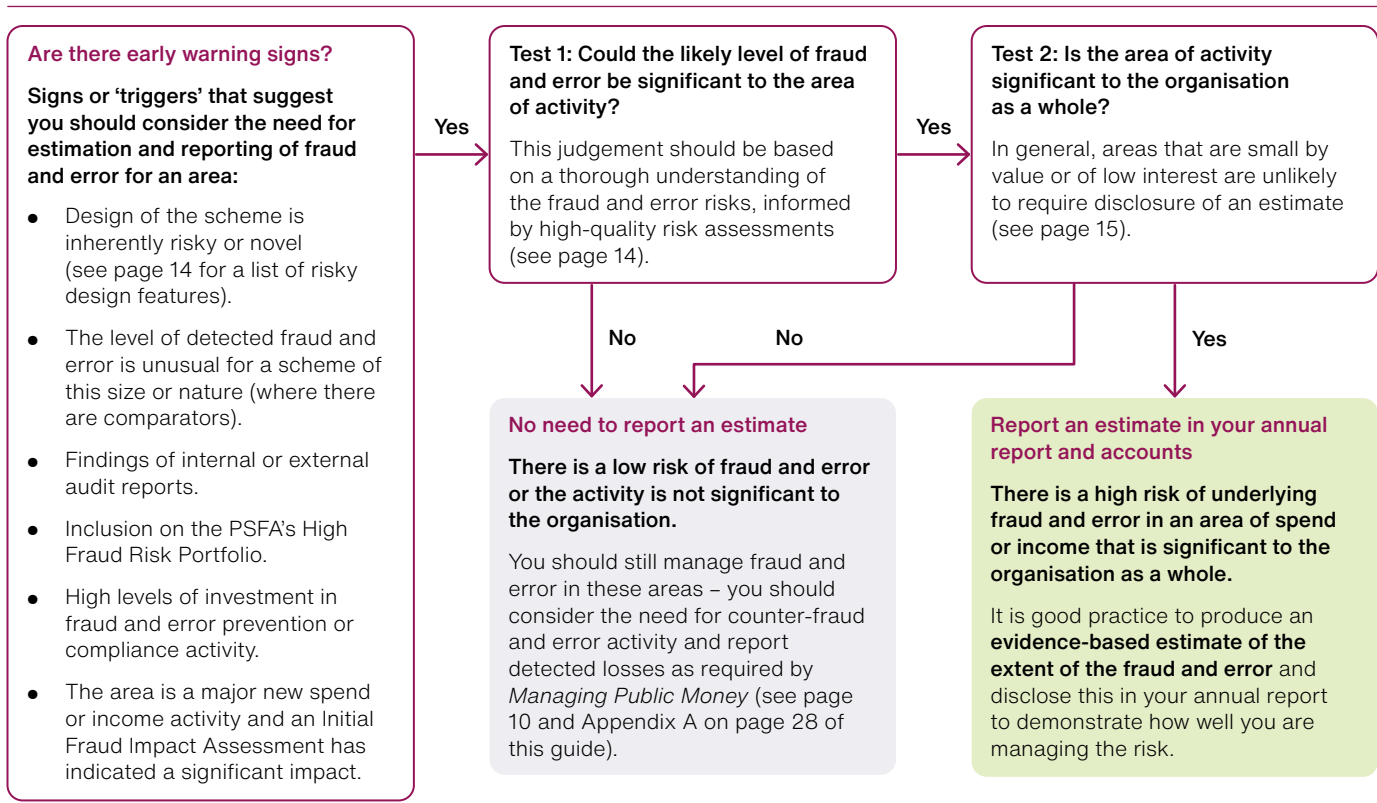 Are there early warning signs?
Signs or ‘triggers’ that suggest
you should consider the need for
estimation and reporting of fraud
and error for an area:
● Design of the scheme is
inherently risky or novel
(see page 14 for a list of risky
design features).
● The level of detected fraud and
error is unusual for a scheme of
this size or nature (where there
are comparators).
● Findings of internal or external
audit reports.
● Inclusion on the PSFA’s High
Fraud Risk Portfolio.
● High levels of investment in
fraud and error prevention or
compliance activity.
● The area is a major new spend
or income activity and an Initial
Fraud Impact Assessment has
indicated a significant impact.
Yes
Test 1: Could the likely level of fraud
and error be significant to the area
of activity?
This judgement should be based
on a thorough understanding of
the fraud and error risks, informed
by high-quality risk assessments
(see page 14).
Yes
Test 2: Is the area of activity
significant to the organisation
as a whole?
In general, areas that are small by
value or of low interest are unlikely
to require disclosure of an estimate
(see page 15).
No
No
Yes
No need to report an estimate
There is a low risk of fraud and error
or the activity is not significant to
the organisation.
You should still manage fraud and
error in these areas – you should
consider the need for counter-fraud
and error activity and report
detected losses as required by
Managing Public Money (see page
10 and Appendix A on page 28 of
this guide).
Report an estimate in your annual
report and accounts
There is a high risk of underlying
fraud and error in an area of spend
or income that is significant to the
organisation as a whole.
It is good practice to produce an
evidence-based estimate of the
extent of the fraud and error and
disclose this in your annual report
to demonstrate how well you are
managing the risk.